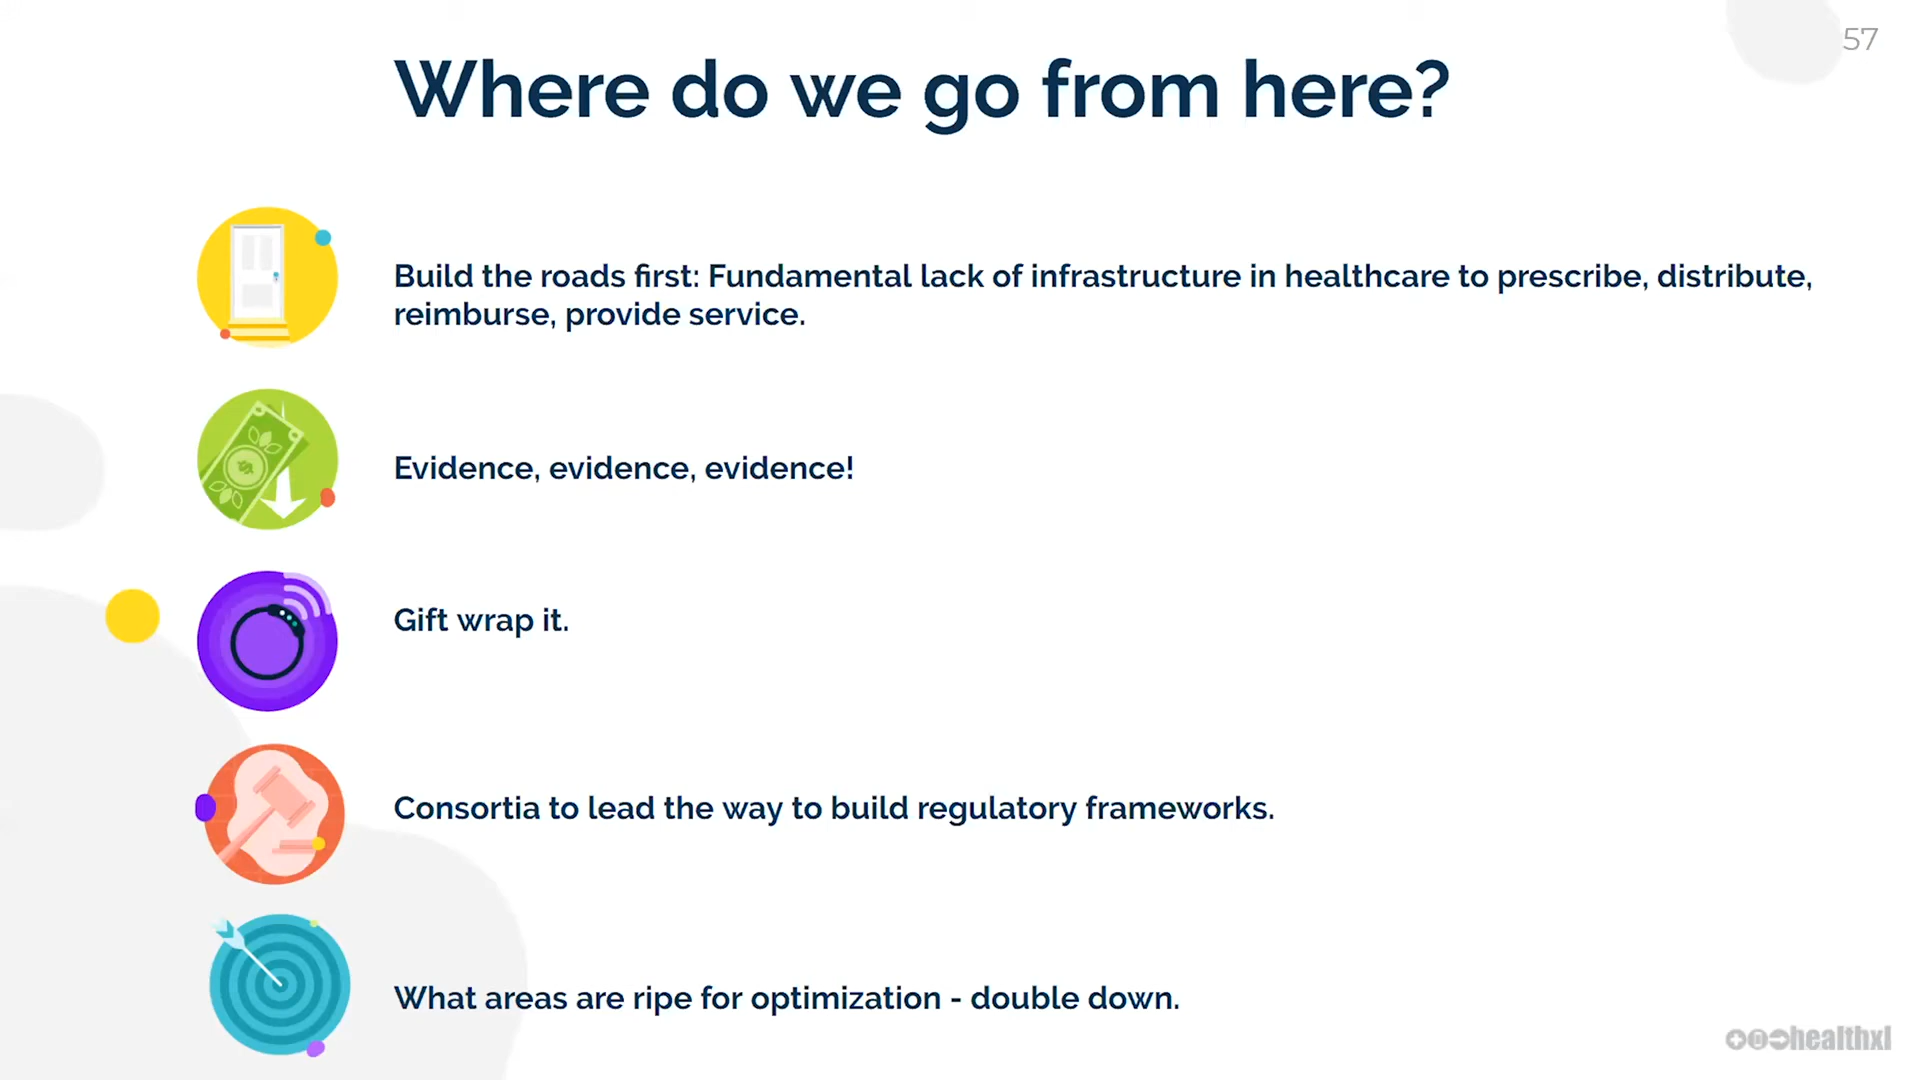 57
Where do we go from here?
Build the roads first: Fundamental lack of infrastructure in healthcare to prescribe, distribute,
reimburse, provide service.
Evidence, evidence, evidence!
Gift wrap it.
Consortia to lead the way to build regulatory frameworks.
What areas are ripe for optimization - double down.
healthxl